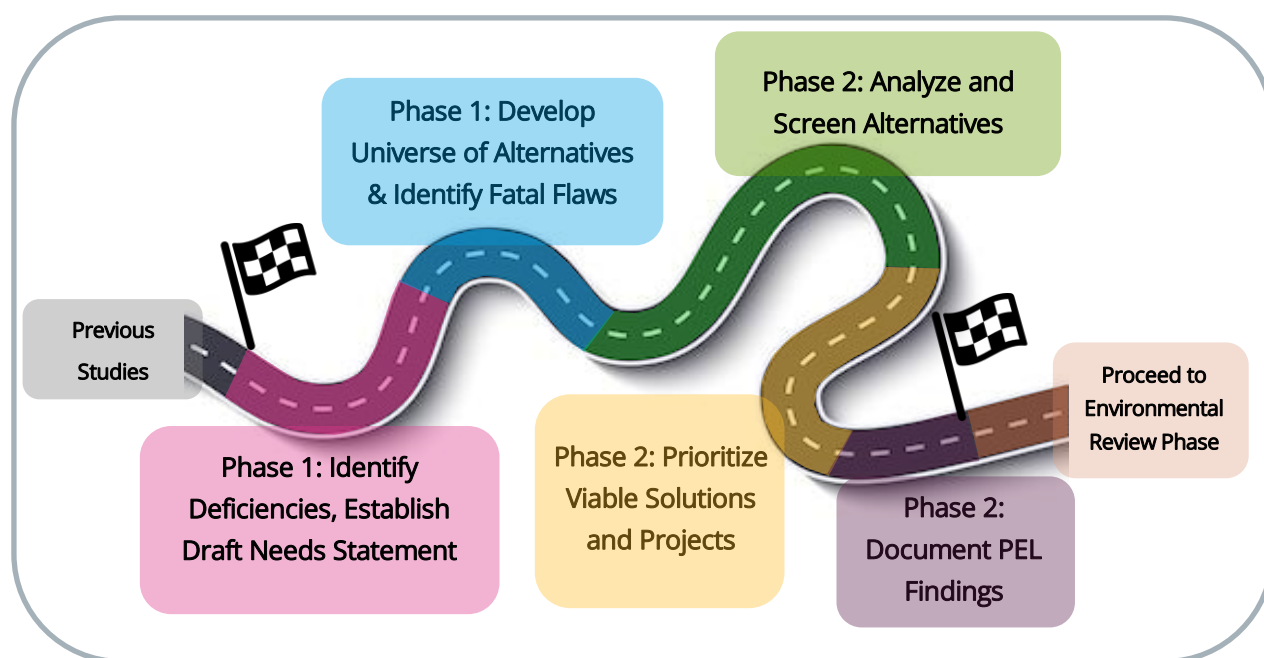 Previous
Studies
Phase 1: Identify
Deficiencies, Establish
Draft Needs Statement
Phase 1: Develop
Universe of Alternatives
& Identify Fatal Flaws
Phase 2: Analyze and
Screen Alternatives
Phase 2: Prioritize
Viable Solutions
and Projects
Phase 2:
Document PEL
Findings
Proceed to
Environmental
Review Phase